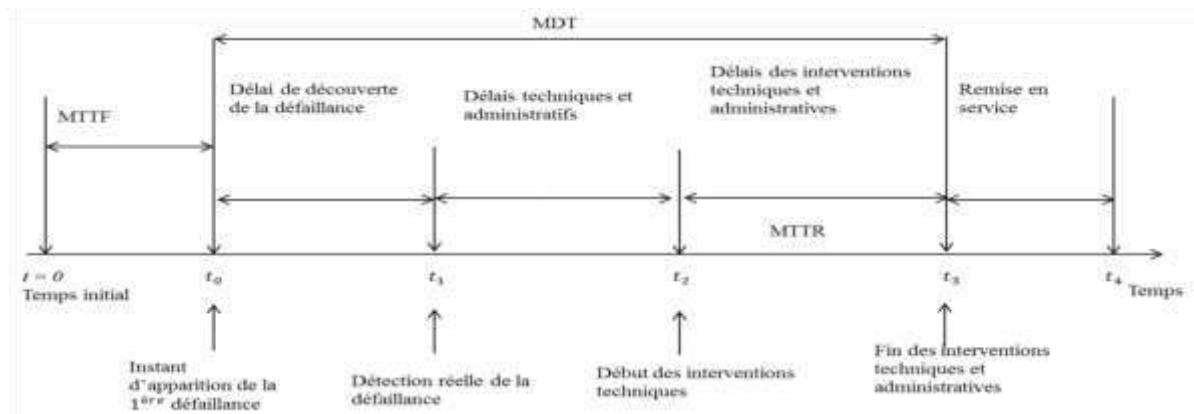 MDT
MTTF
Délai de découverte
de la défaillance
Délais techniques et
administratifs
Délais des interventions
techniques et
administratives
Remise en
service
MTTR
t = 0
Temps initial
t₀
t₁
t₂
t₃
t₄
Temps
Instant
d'apparition de la
1ère défaillance
Détection réelle de la
défaillance
Début des interventions
techniques
Fin des interventions
techniques et
administratives